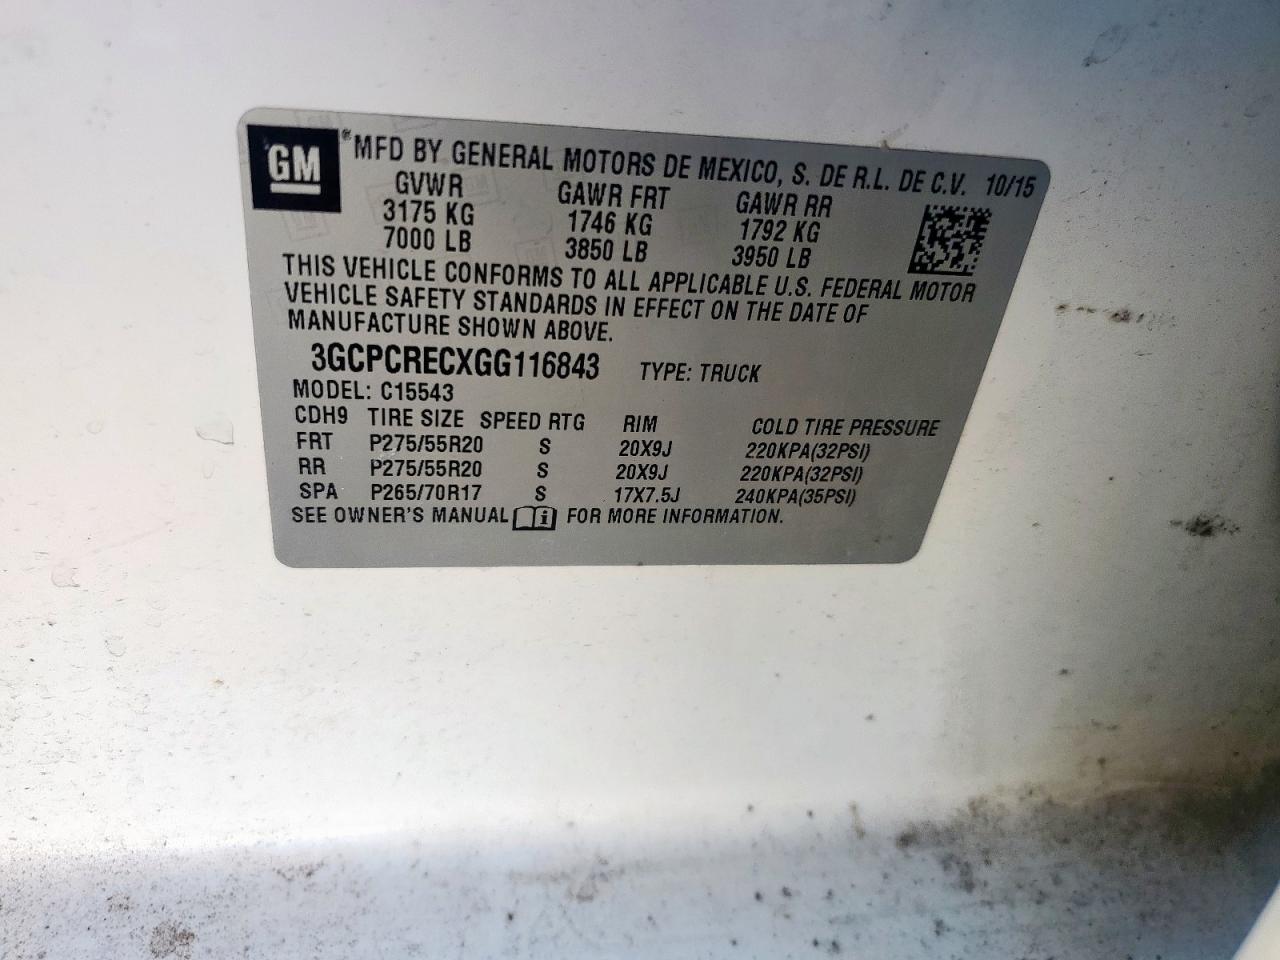 GM ® MFD BY GENERAL MOTORS DE MEXICO, S. DE R.L. DE C.V. 10/15
GVWR GAWR FRT GAWR RR
3175 KG 1746 KG 1792 KG
7000 LB 3850 LB 3950 LB
THIS VEHICLE CONFORMS TO ALL APPLICABLE U.S. FEDERAL MOTOR
VEHICLE SAFETY STANDARDS IN EFFECT ON THE DATE OF
MANUFACTURE SHOWN ABOVE.
3GCPCRECXGG116843 TYPE: TRUCK
MODEL: C15543
CDH9 TIRE SIZE SPEED RTG RIM COLD TIRE PRESSURE
FRT P275/55R20 S 20X9J 220KPA(32PSI)
RR P275/55R20 S 20X9J 220KPA(32PSI)
SPA P265/70R17 S 17X7.5J 240KPA(35PSI)
SEE OWNER'S MANUAL i FOR MORE INFORMATION.